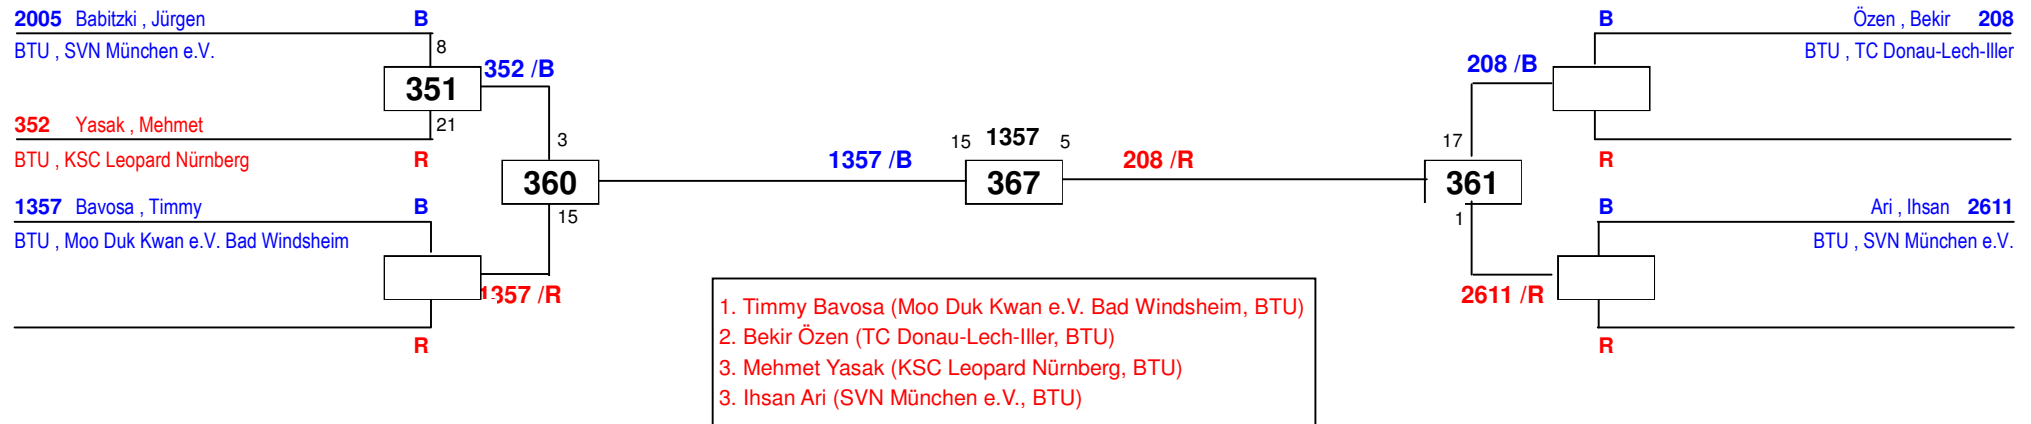 2005 Babitzki , Jürgen B
BTU , SVN München e.V.
8
351
352 /B
352 Yasak , Mehmet
21
BTU , KSC Leopard Nürnberg R
3
360
15
1357 Bavosa , Timmy B
BTU , Moo Duk Kwan e.V. Bad Windsheim
1357 /R
R
1357 /B
15 1357 5
367
208 /R
B Özen , Bekir 208
BTU , TC Donau-Lech-Iller
208 /B
R
17
361
1
B Ari , Ihsan 2611
BTU , SVN München e.V.
2611 /R
R
1. Timmy Bavosa (Moo Duk Kwan e.V. Bad Windsheim, BTU)
2. Bekir Özen (TC Donau-Lech-Iller, BTU)
3. Mehmet Yasak (KSC Leopard Nürnberg, BTU)
3. Ihsan Ari (SVN München e.V., BTU)